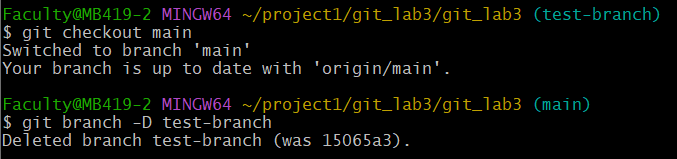 Faculty@MB419-2 MINGW64 ~/project1/git_lab3/git_lab3 (test-branch)
$ git checkout main
Switched to branch 'main'
Your branch is up to date with 'origin/main'.
Faculty@MB419-2 MINGW64 ~/project1/git_lab3/git_lab3 (main)
$ git branch -D test-branch
Deleted branch test-branch (was 15065a3).